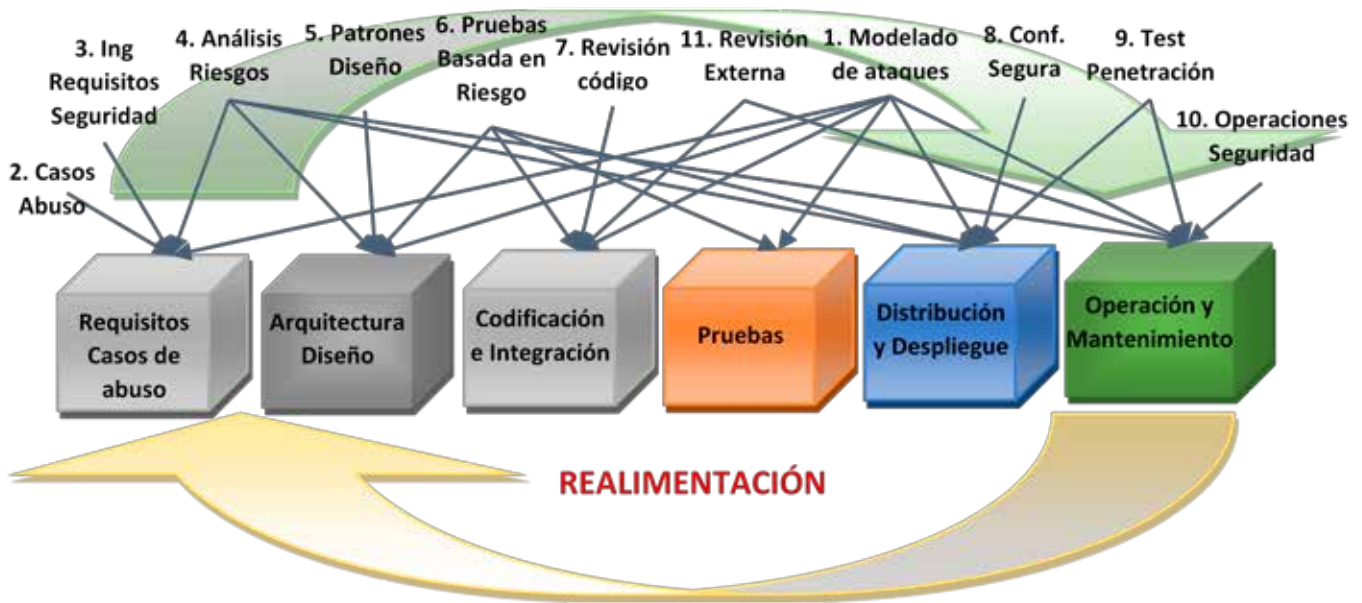 3. Ing
Requisitos
Seguridad
4. Análisis
Riesgos
5. Patrones
Diseño
6. Pruebas
Basada en
Riesgo
7. Revisión
código
11. Revisión
Externa
1. Modelado
de ataques
8. Conf.
Segura
9. Test
Penetración
10. Operaciones
Seguridad
2. Casos
Abuso
Requisitos
Casos de
abuso
Arquitectura
Diseño
Codificación
e Integración
Pruebas
Distribución
y Despliegue
Operación y
Mantenimiento
REALIMENTACIÓN